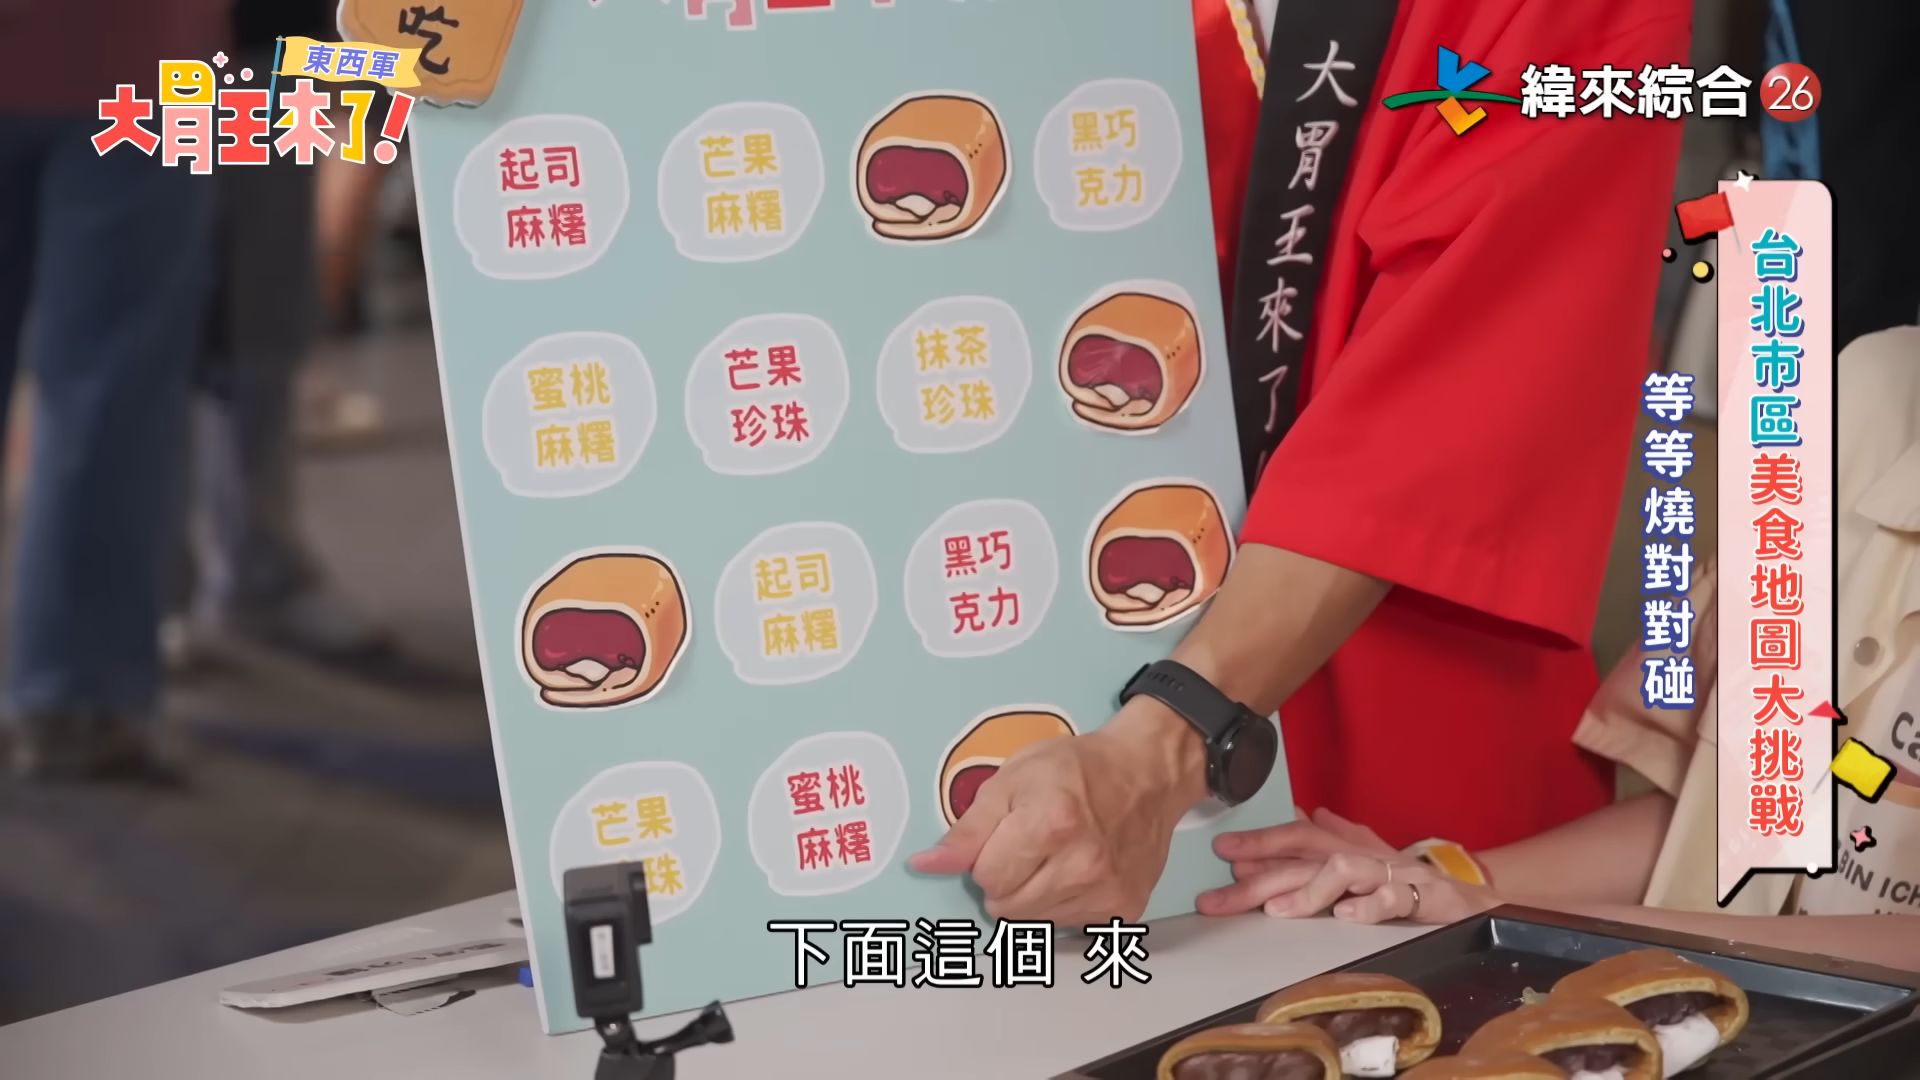 吃
東西軍
大胃王來了!
緯來綜合 26
大胃王來了
起司
麻糬
芒果
麻糬
黑巧
克力
蜜桃
麻糬
芒果
珍珠
抹茶
珍珠
起司
麻糬
黑巧
克力
芒果
珠
蜜桃
麻糬
台北市區美食地圖大挑戰
等等燒對對碰
下面這個 來